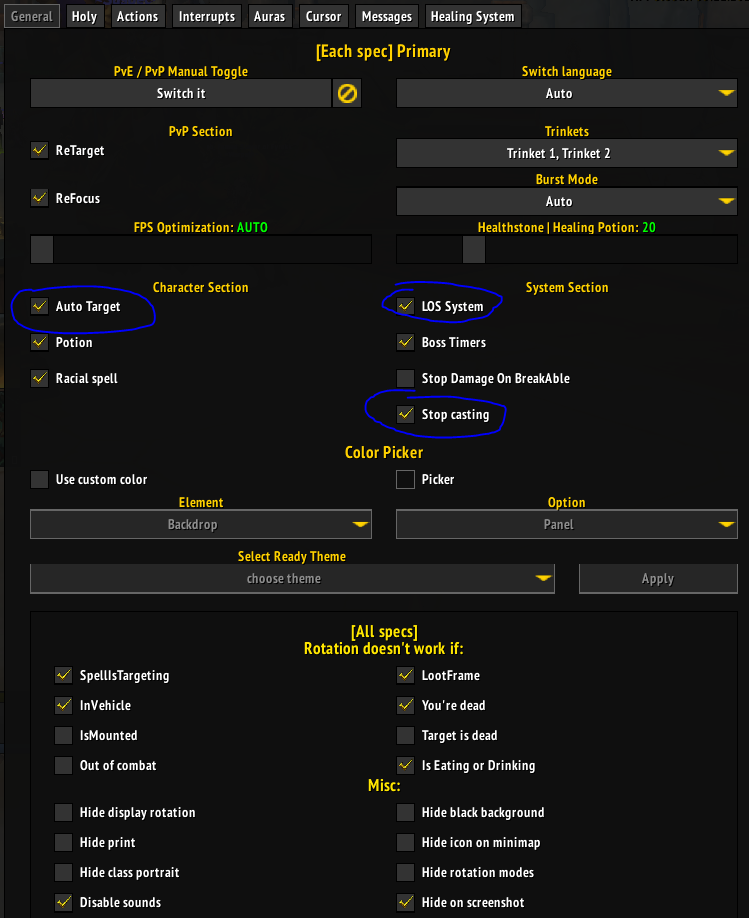 General Holy Actions Interrupts Auras Cursor Messages Healing System
[Each spec] Primary
PvE / PvP Manual Toggle Switch language
Switch it Auto
PvP Section Trinkets
ReTarget Trinket 1, Trinket 2
Burst Mode
ReFocus Auto
FPS Optimization: AUTO Healthstone | Healing Potion: 20
Character Section System Section
Auto Target LOS System
Potion Boss Timers
Racial spell Stop Damage On BreakAble
Stop casting
Color Picker
Use custom color Picker
Element Option
Backdrop Panel
Select Ready Theme
choose theme Apply
[All specs]
Rotation doesn't work if:
SpellIsTargeting LootFrame
InVehicle You're dead
IsMounted Target is dead
Out of combat Is Eating or Drinking
Misc:
Hide display rotation Hide black background
Hide print Hide icon on minimap
Hide class portrait Hide rotation modes
Disable sounds Hide on screenshot